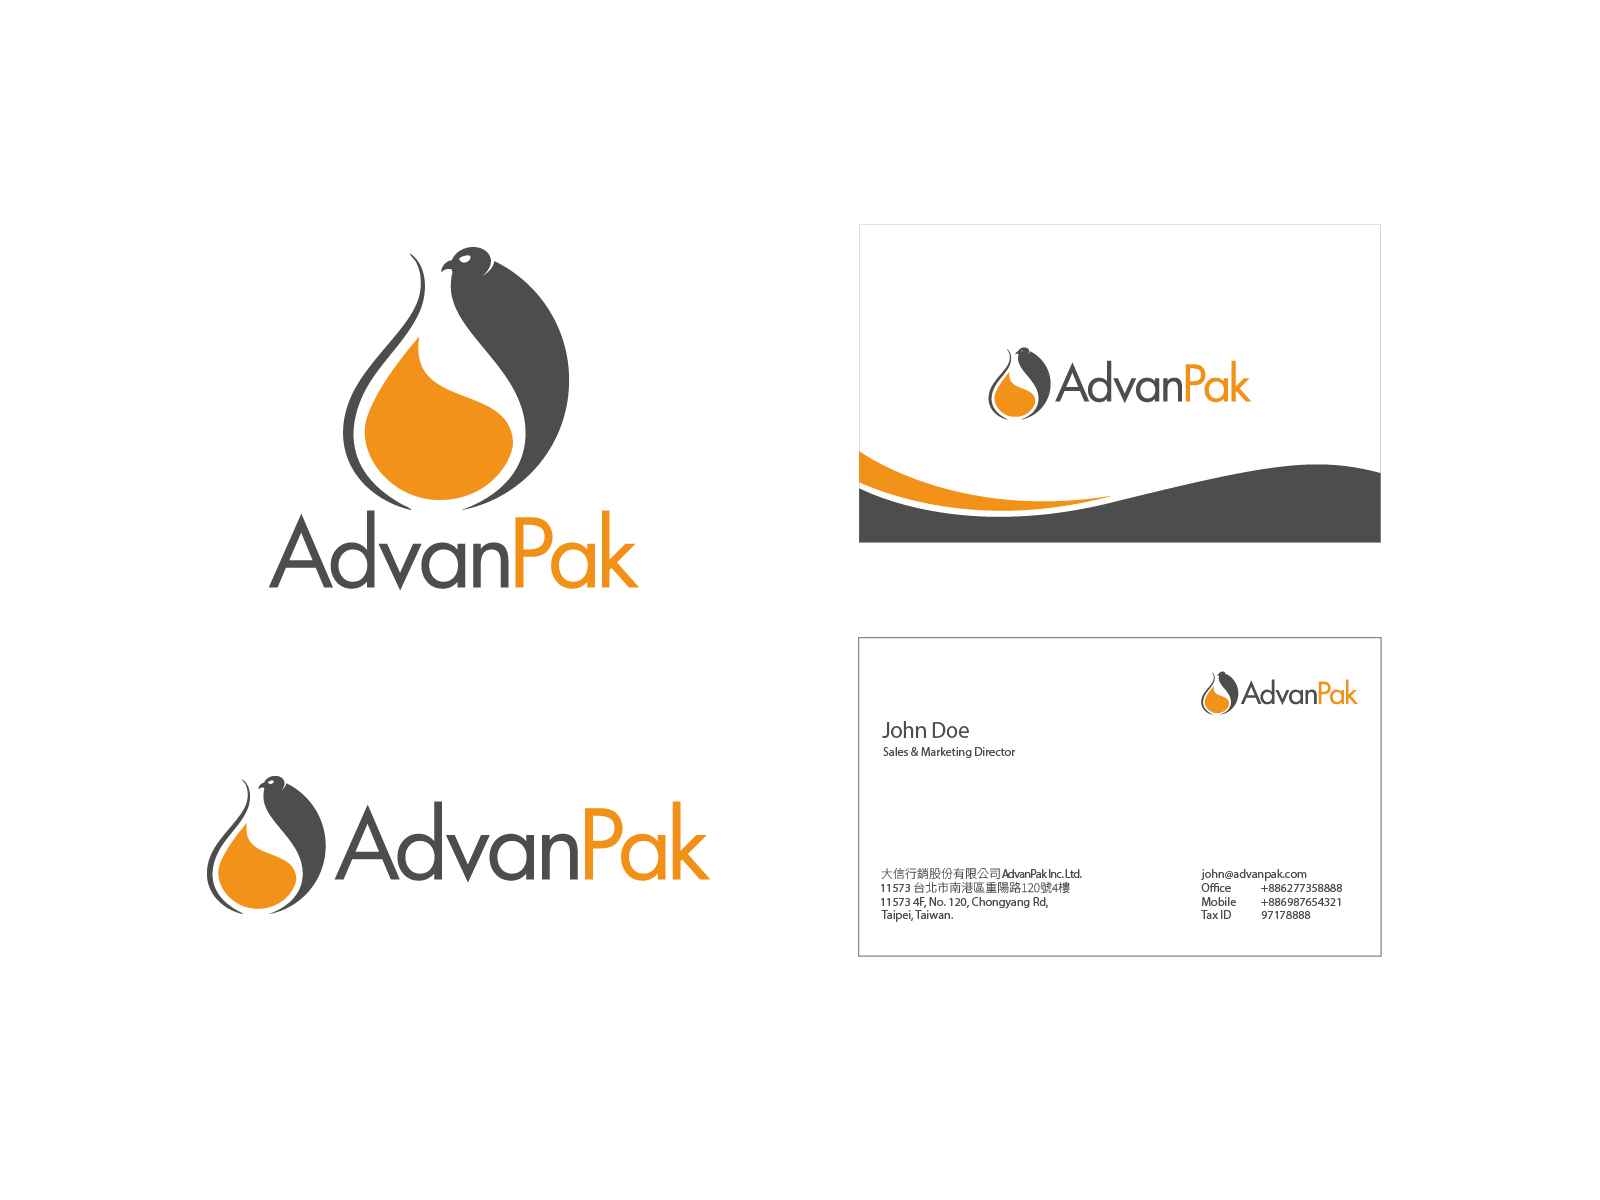 AdvanPak
AdvanPak
AdvanPak
AdvanPak
John Doe
Sales & Marketing Director
大信行銷股份有限公司 AdvanPak Inc. Ltd.
11573 台北市南港區重陽路120號4樓
11573 4F, No. 120, Chongyang Rd,
Taipei, Taiwan.
john@advanpak.com
Office +886277358888
Mobile +886987654321
Tax ID 97178888